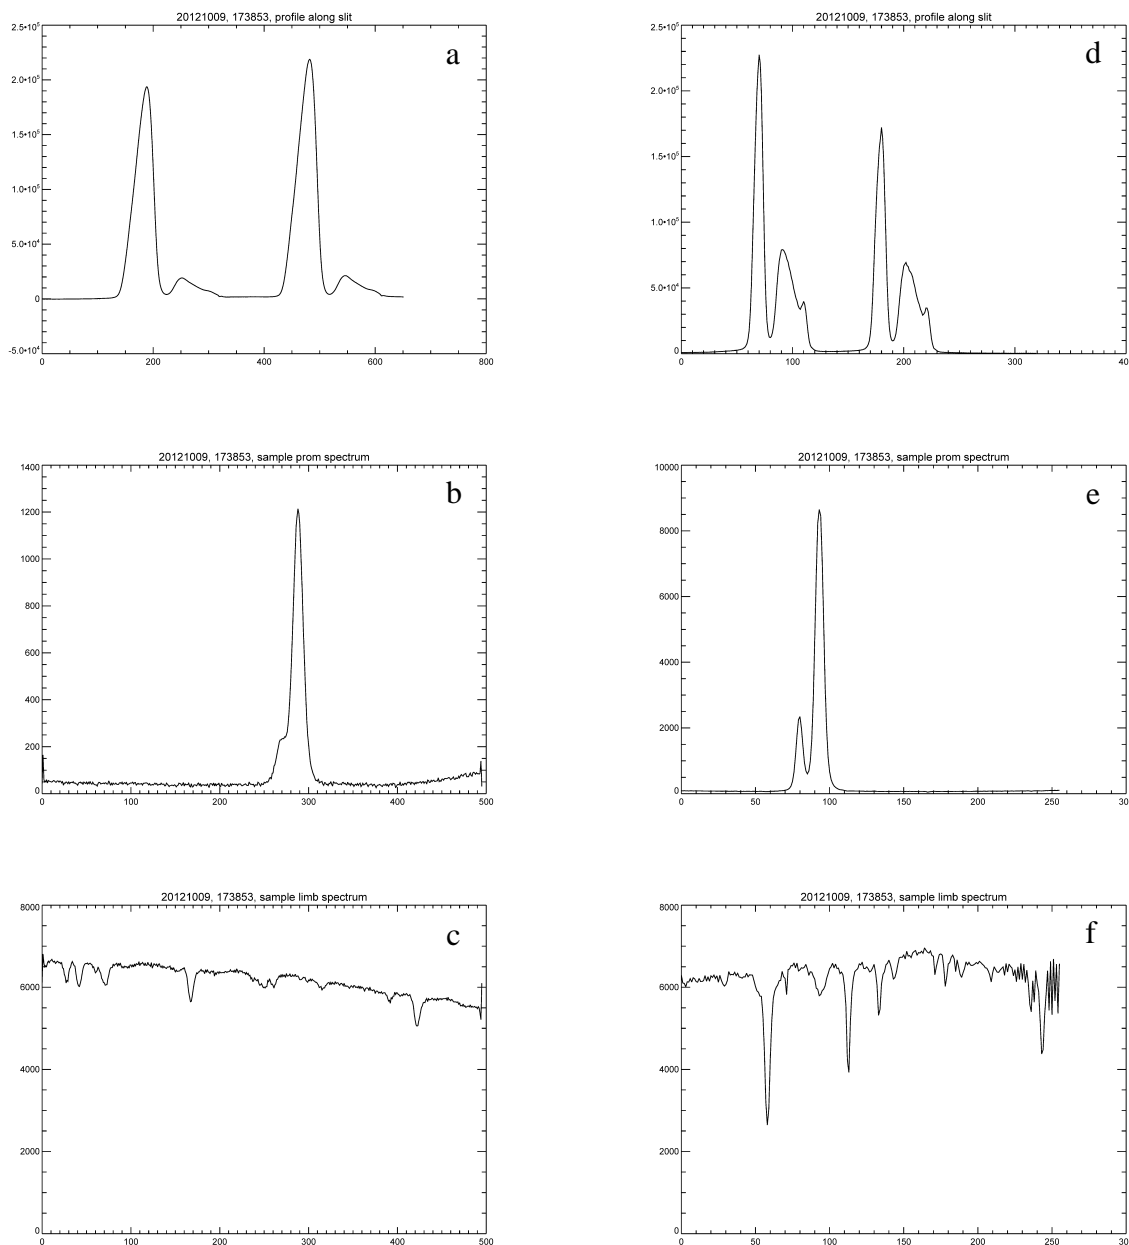 20121009, 173853, profile along slit
a
2.5•10⁵
2.0•10⁵
1.5•10⁵
1.0•10⁵
5.0•10⁴
0
-5.0•10⁴
0 200 400 600 800
20121009, 173853, profile along slit
d
2.5•10⁵
2.0•10⁵
1.5•10⁵
1.0•10⁵
5.0•10⁴
0
0 100 200 300 40
20121009, 173853, sample prom spectrum
b
1400
1200
1000
800
600
400
200
0
0 100 200 300 400 500
20121009, 173853, sample prom spectrum
e
10000
8000
6000
4000
2000
0
0 50 100 150 200 250 30
20121009, 173853, sample limb spectrum
c
8000
6000
4000
2000
0
0 100 200 300 400 500
20121009, 173853, sample limb spectrum
f
8000
6000
4000
2000
0
0 50 100 150 200 250 30